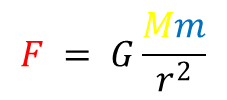 F = G Mm/r²